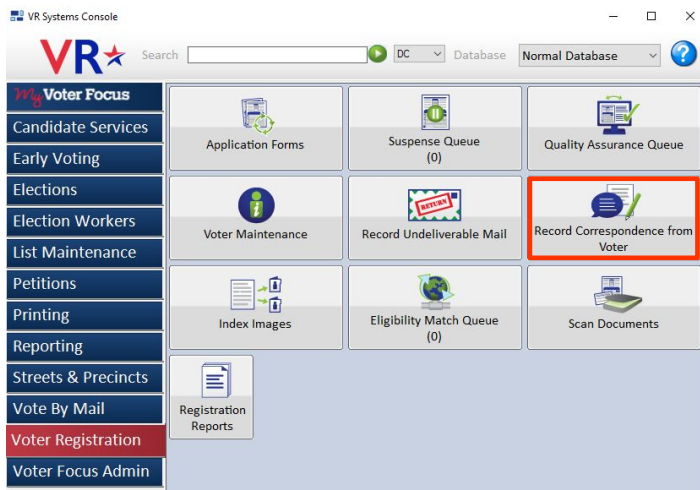 VR Systems Console
VR
Search
DC
Database
Normal Database
?
My Voter Focus
Candidate Services
Early Voting
Elections
Election Workers
List Maintenance
Petitions
Printing
Reporting
Streets & Precincts
Vote By Mail
Voter Registration
Voter Focus Admin
Application Forms
Suspense Queue
(0)
Quality Assurance Queue
Voter Maintenance
RETURN
Record Undeliverable Mail
Record Correspondence from
Voter
Index Images
Eligibility Match Queue
(0)
Scan Documents
Registration
Reports